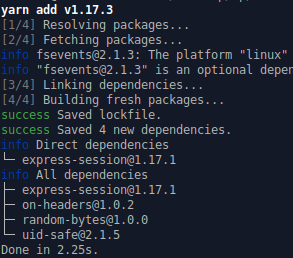 yarn add v1.17.3
[1/4] Resolving packages...
[2/4] Fetching packages...
info fsevents@2.1.3: The platform "linux"
info "fsevents@2.1.3" is an optional depen
[3/4] Linking dependencies...
[4/4] Building fresh packages...
success Saved lockfile.
success Saved 4 new dependencies.
info Direct dependencies
└─ express-session@1.17.1
info All dependencies
├─ express-session@1.17.1
├─ on-headers@1.0.2
├─ random-bytes@1.0.0
└─ uid-safe@2.1.5
Done in 2.25s.